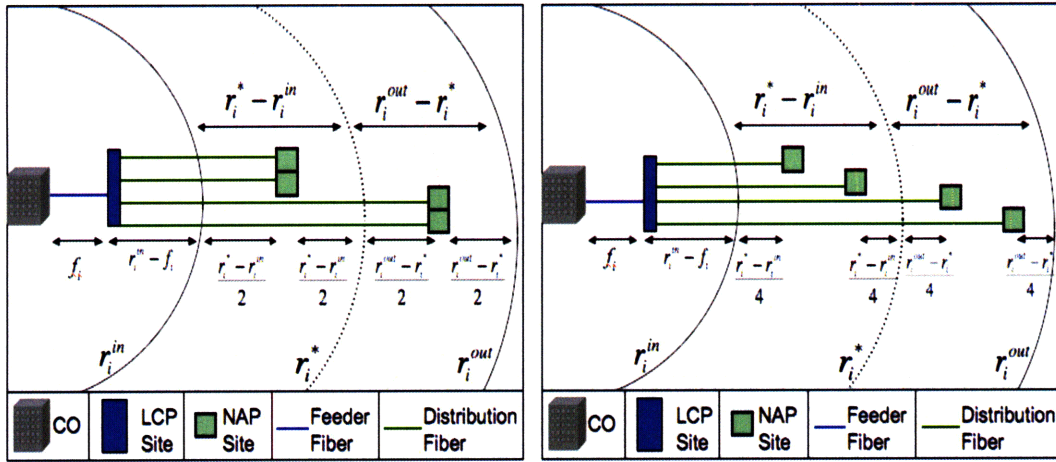 r_i^* − r_i^{in}
r_i^{out} − r_i^*
f_i
r_i^{in} − f_i
r_i^* − r_i^{in}
2
r_i^* − r_i^{in}
2
r_i^{out} − r_i^*
2
r_i^{out} − r_i^*
2
r_i^{in}
r_i^*
r_i^{out}
CO
LCP
Site
NAP
Site
Feeder
Fiber
Distribution
Fiber
r_i^* − r_i^{in}
r_i^{out} − r_i^*
f_i
r_i^{in} − f_i
r_i^* − r_i^{in}
4
r_i^* − r_i^{in}
4
r_i^{out} − r_i^*
4
r_i^{out} − r_i^*
4
r_i^{in}
r_i^*
r_i^{out}
CO
LCP
Site
NAP
Site
Feeder
Fiber
Distribution
Fiber